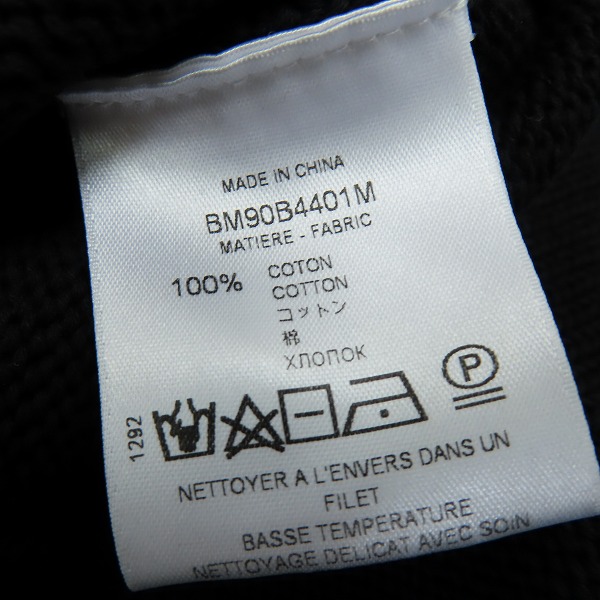 MADE IN CHINA
BM90B4401M
MATIERE - FABRIC
100% COTON
COTTON
コットン
棉
ХЛОПОК
1292
P
NETTOYER A L'ENVERS DANS UN
FILET
BASSE TEMPERATURE
NETTOYAGE DELICAT AVEC SOIN